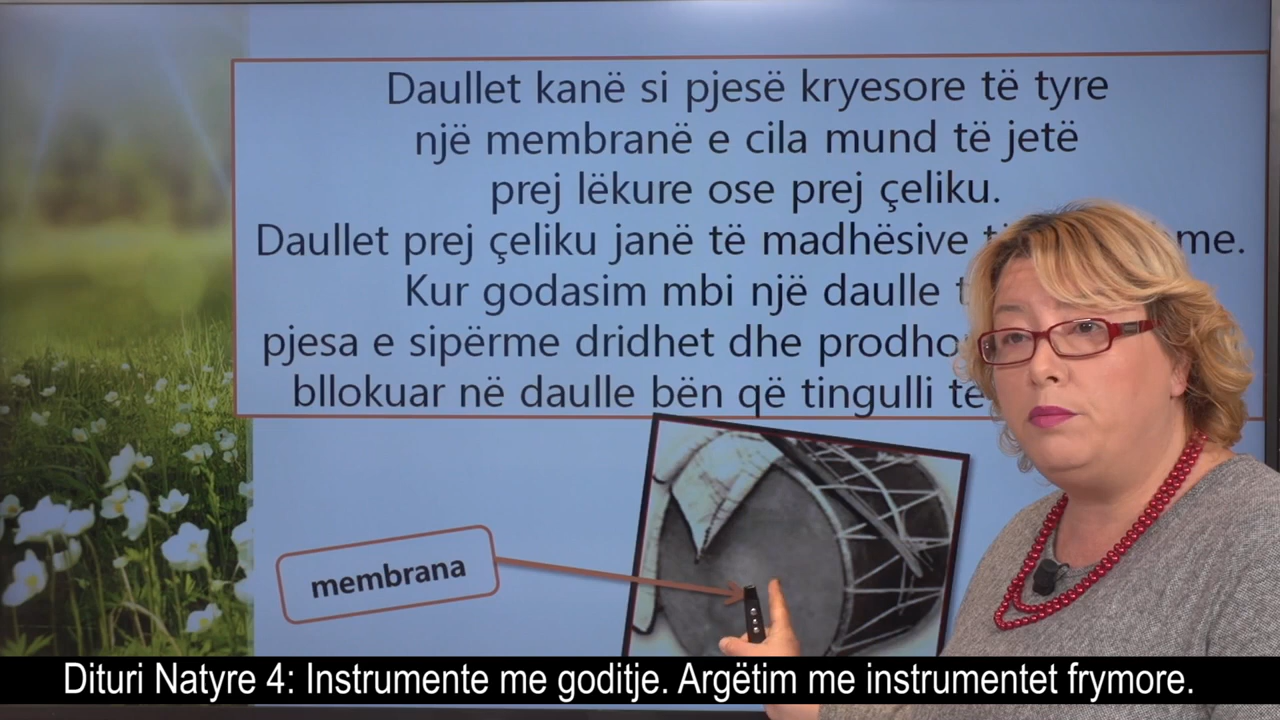 Daullet kanë si pjesë kryesore të tyre
një membranë e cila mund të jetë
prej lëkure ose prej çeliku.
Daullet prej çeliku janë të madhësive
Kur godasim mbi një daulle
pjesa e sipërme dridhet dhe
bllokuar në daulle bën që tingulli të
membrana
Dituri Natyre 4: Instrumente me goditje. Argëtim me instrumentet frymore.